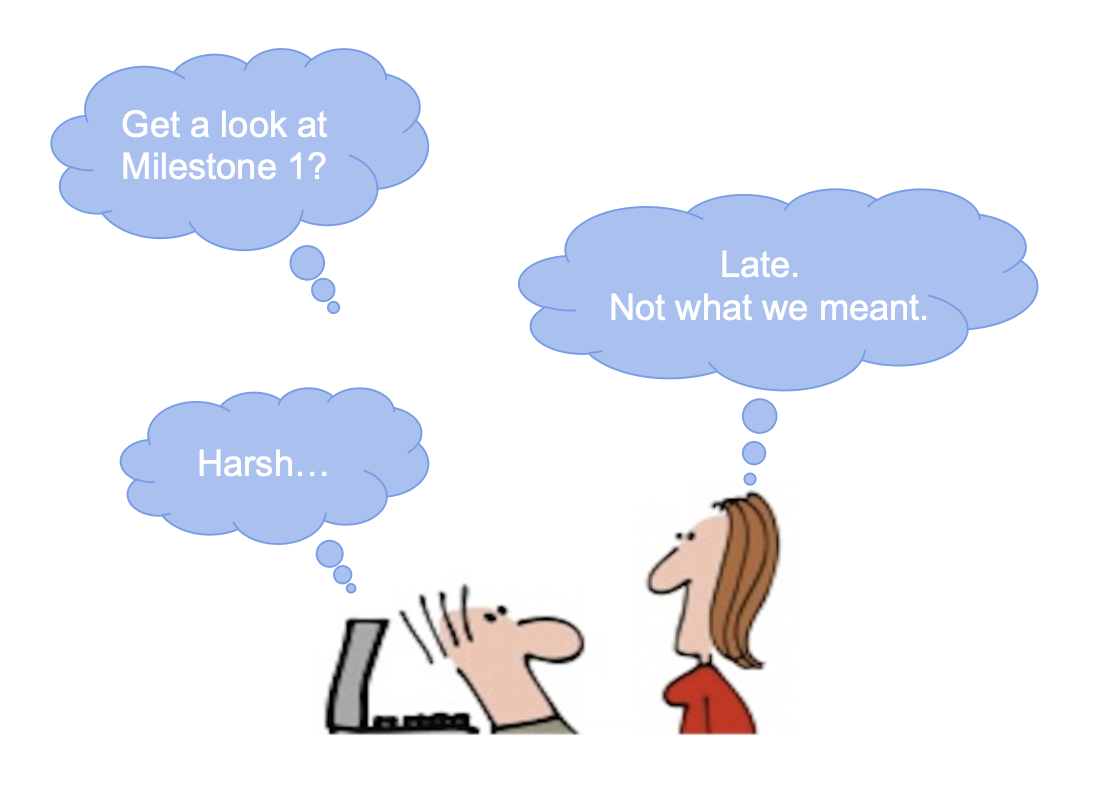 Get a look at
Milestone 1?
Late.
Not what we meant.
Harsh…